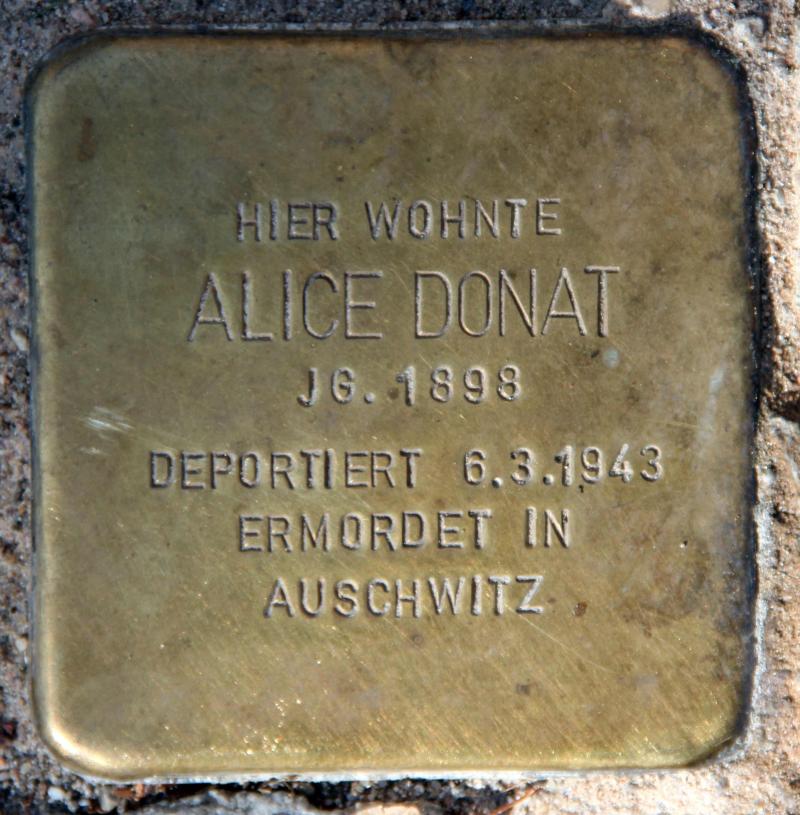 HIER WOHNTE
ALICE DONAT
JG. 1898
DEPORTIERT 6.3.1943
ERMORDET IN
AUSCHWITZ